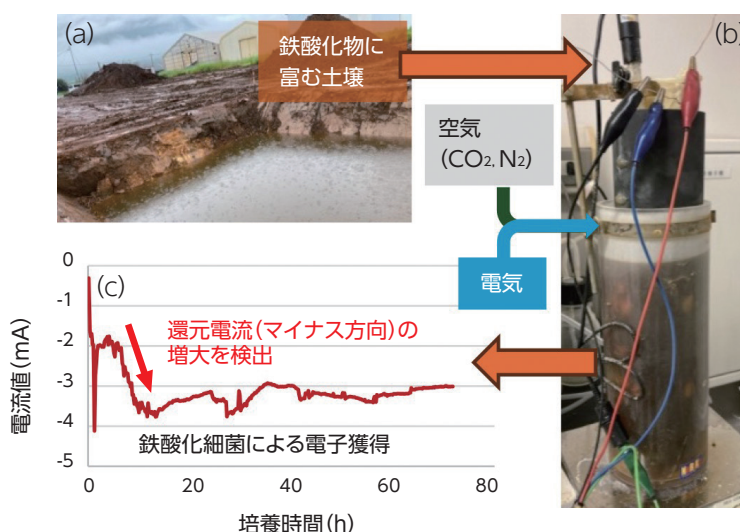 (a)
鉄酸化物に
富む土壌
(b)
空気
(CO2, N2)
電気
(c)
還元電流(マイナス方向)の
増大を検出
鉄酸化細菌による電子獲得
電流値(mA)
0
-1
-2
-3
-4
-5
0
20
40
60
80
培養時間(h)